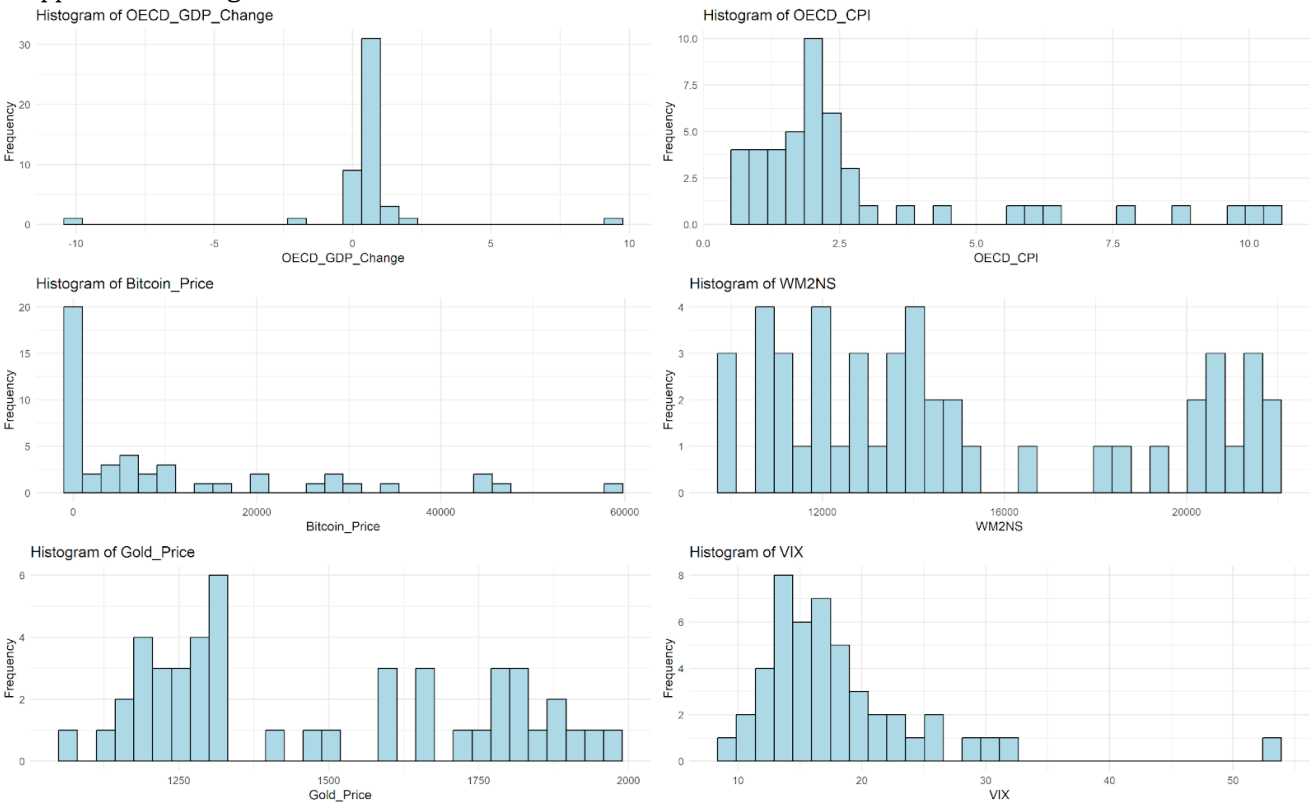 Histogram of OECD_GDP_Change
30
20
10
0
Frequency
-10 -5 0 5 10
OECD_GDP_Change
Histogram of OECD_CPI
10.0
7.5
5.0
2.5
0.0
Frequency
0.0 2.5 5.0 7.5 10.0
OECD_CPI
Histogram of Bitcoin_Price
20
15
10
5
0
Frequency
0 20000 40000 60000
Bitcoin_Price
Histogram of WM2NS
4
3
2
1
0
Frequency
12000 16000 20000
WM2NS
Histogram of Gold_Price
6
4
2
0
Frequency
1250 1500 1750 2000
Gold_Price
Histogram of VIX
8
6
4
2
0
Frequency
10 20 30 40 50
VIX